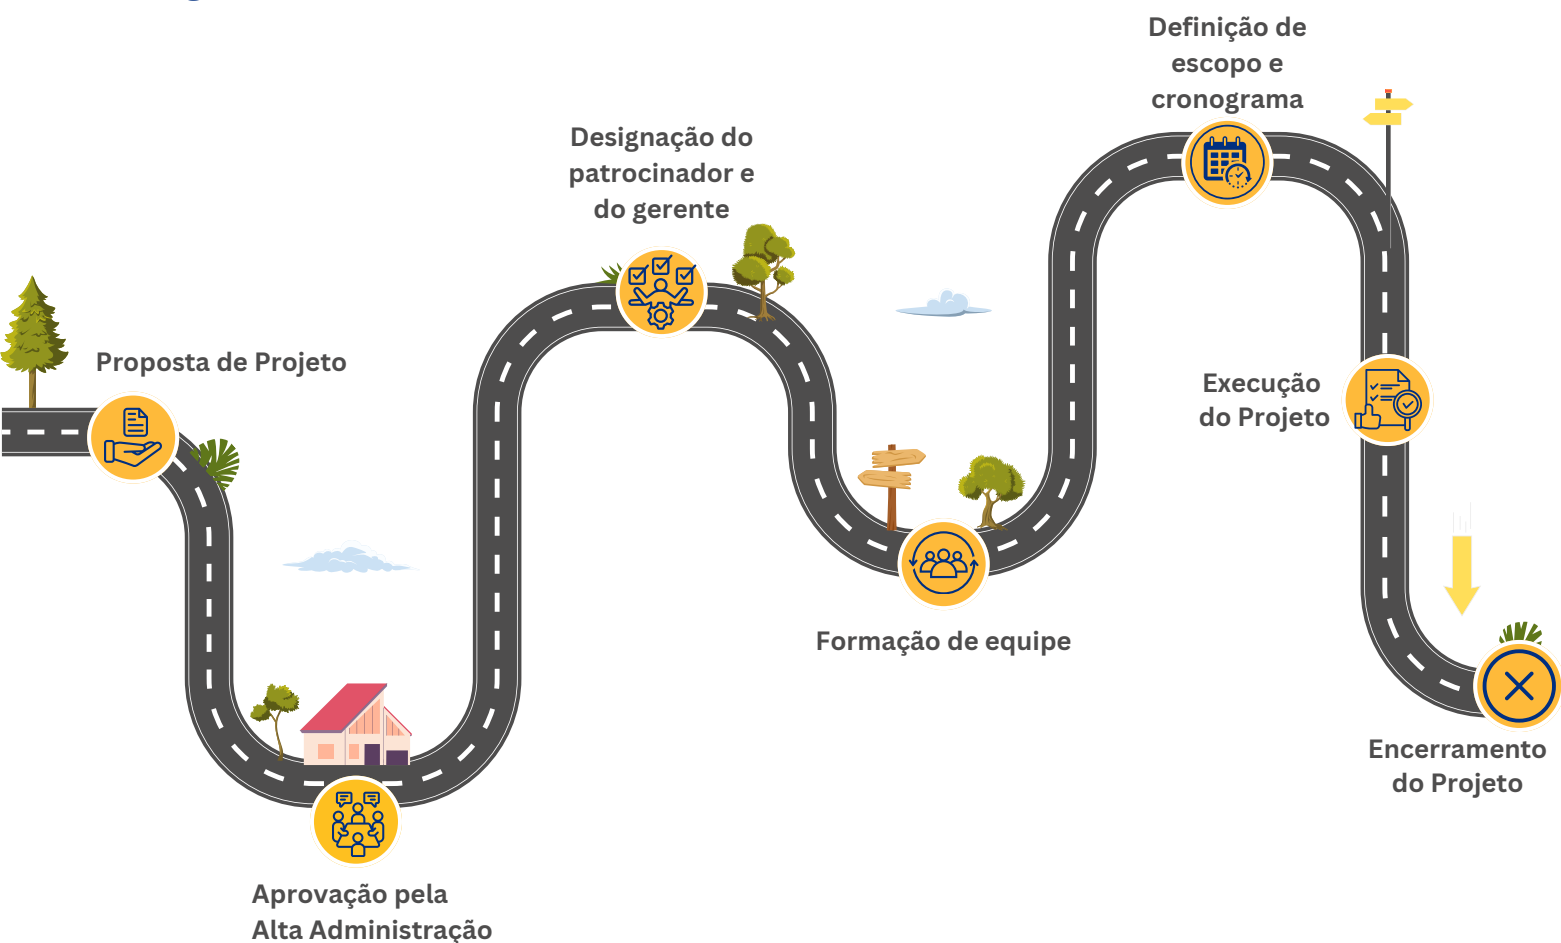 Definição de
escopo e
cronograma
Designação do
patrocinador e
do gerente
Proposta de Projeto
Execução
do Projeto
Formação de equipe
Encerramento
do Projeto
Aprovação pela
Alta Administração